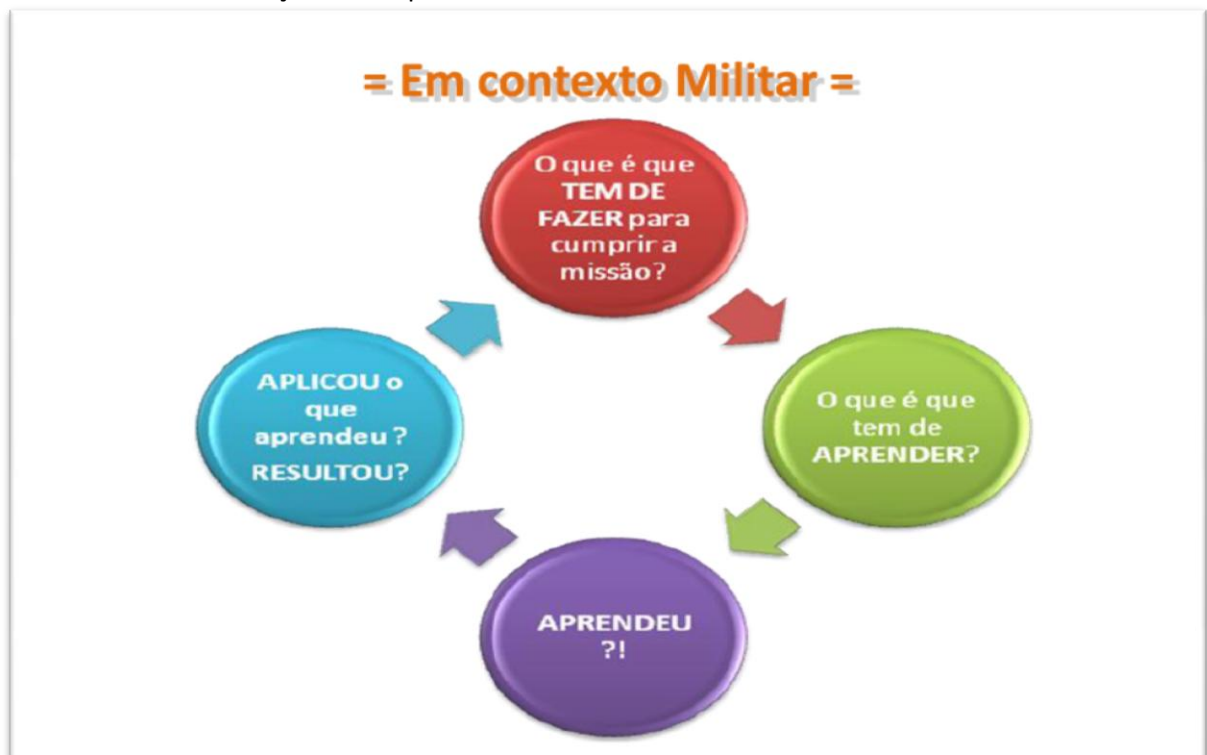 = Em contexto Militar =
O que é que
TEM DE
FAZER para
cumprir a
missão?
O que é que
tem de
APRENDER?
APRENDEU
?!
APLICOU o
que
aprendeu ?
RESULTOU?